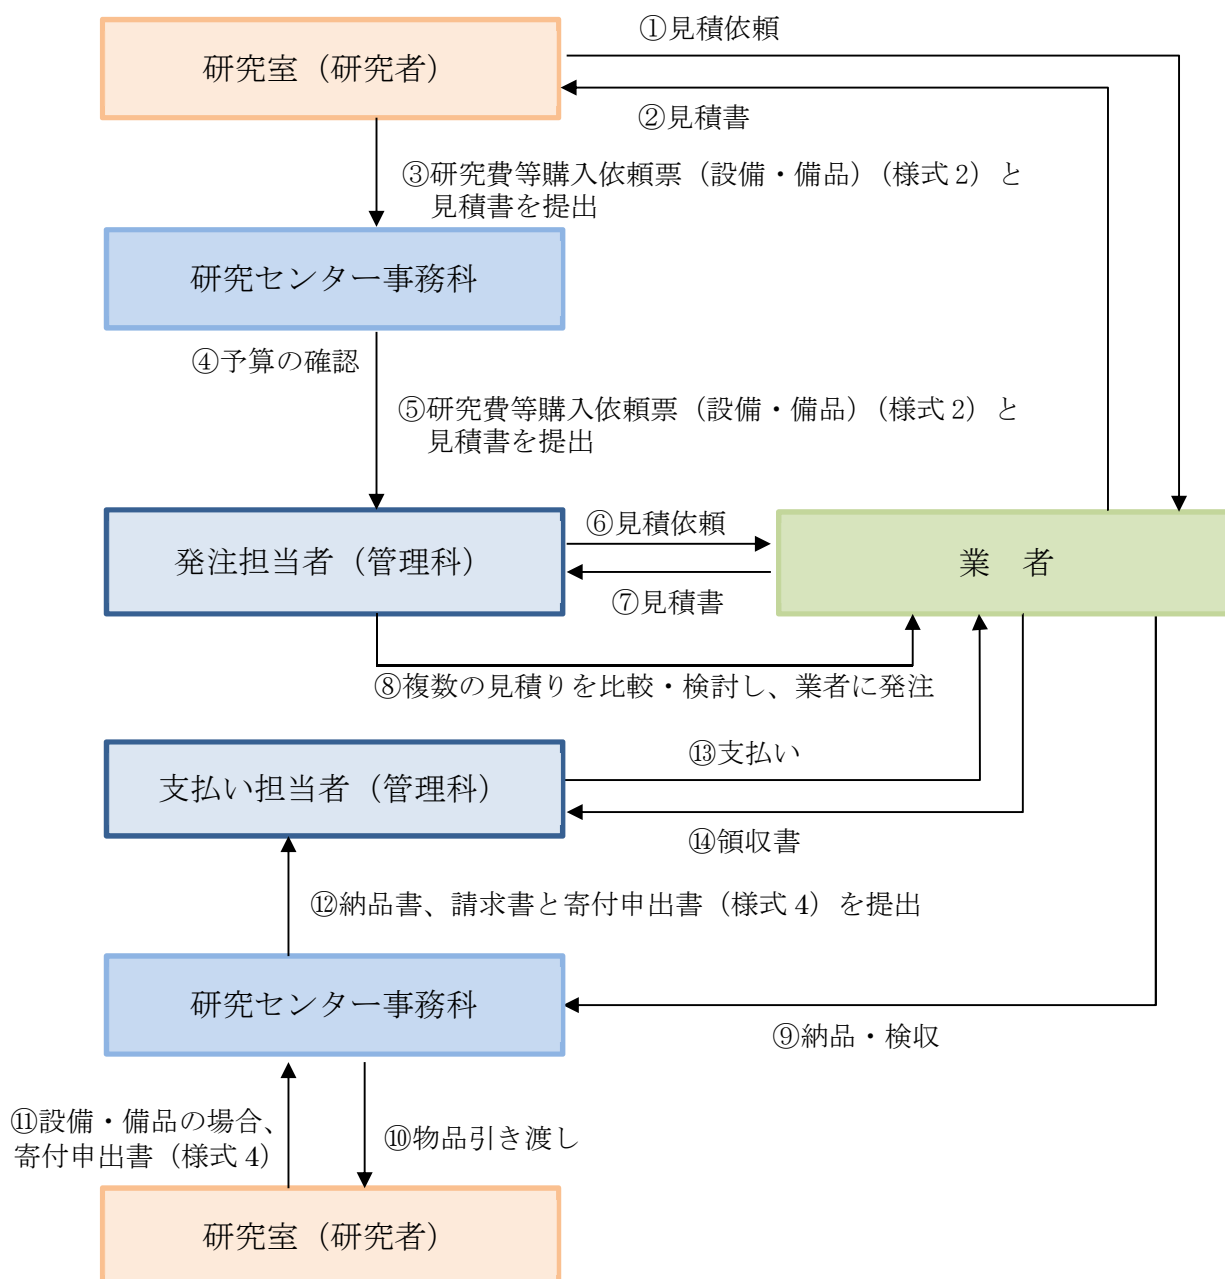 ①見積依頼
研究室（研究者）
②見積書
③研究費等購入依頼票（設備・備品）（様式 2）と
見積書を提出
研究センター事務科
④予算の確認
⑤研究費等購入依頼票（設備・備品）（様式 2）と
見積書を提出
発注担当者（管理科）
⑥見積依頼
⑦見積書
業　者
⑧複数の見積りを比較・検討し、業者に発注
支払い担当者（管理科）
⑬支払い
⑭領収書
⑫納品書、請求書と寄付申出書（様式 4）を提出
研究センター事務科
⑨納品・検収
⑪設備・備品の場合、
寄付申出書（様式 4）
⑩物品引き渡し
研究室（研究者）